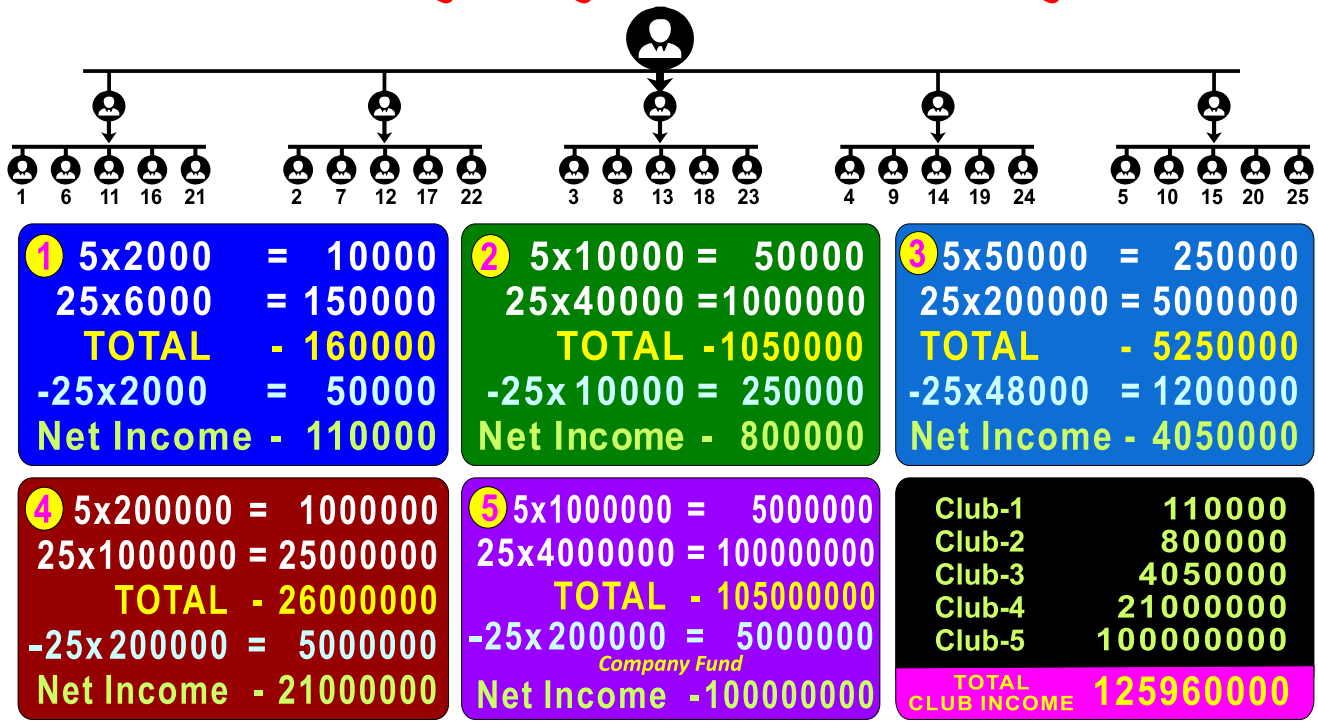 1 6 11 16 21 2 7 12 17 22 3 8 13 18 23 4 9 14 19 24 5 10 15 20 25
1 5x2000 = 10000
25x6000 = 150000
TOTAL - 160000
-25x2000 = 50000
Net Income - 110000
2 5x10000 = 50000
25x40000 =1000000
TOTAL -1050000
-25x10000 = 250000
Net Income - 800000
3 5x50000 = 250000
25x200000 = 5000000
TOTAL - 5250000
-25x48000 = 1200000
Net Income - 4050000
4 5x200000 = 1000000
25x1000000 = 25000000
TOTAL - 26000000
-25x200000 = 5000000
Net Income - 21000000
5 5x1000000 = 5000000
25x4000000 = 100000000
TOTAL - 105000000
-25x200000 = 5000000
Company Fund
Net Income -100000000
Club-1 110000
Club-2 800000
Club-3 4050000
Club-4 21000000
Club-5 100000000
TOTAL
CLUB INCOME 125960000